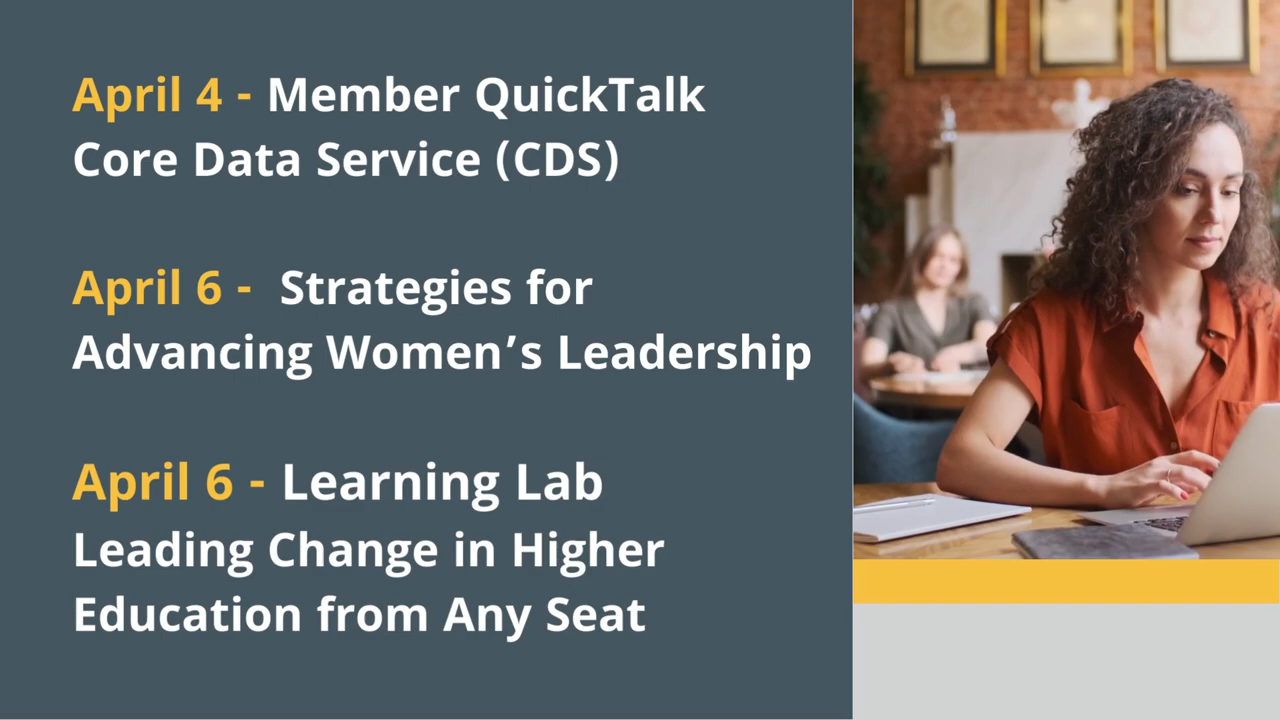 April 4 - Member QuickTalk
Core Data Service (CDS)
April 6 - Strategies for
Advancing Women’s Leadership
April 6 - Learning Lab
Leading Change in Higher
Education from Any Seat